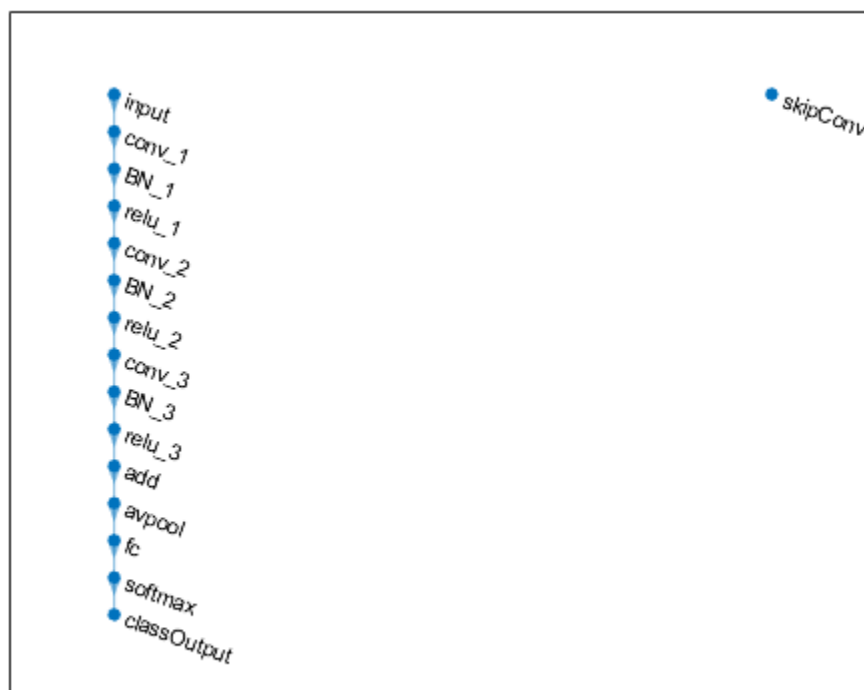 input
conv_1
BN_1
relu_1
conv_2
BN_2
relu_2
conv_3
BN_3
relu_3
add
avpool
fc
softmax
classOutput
skipConv